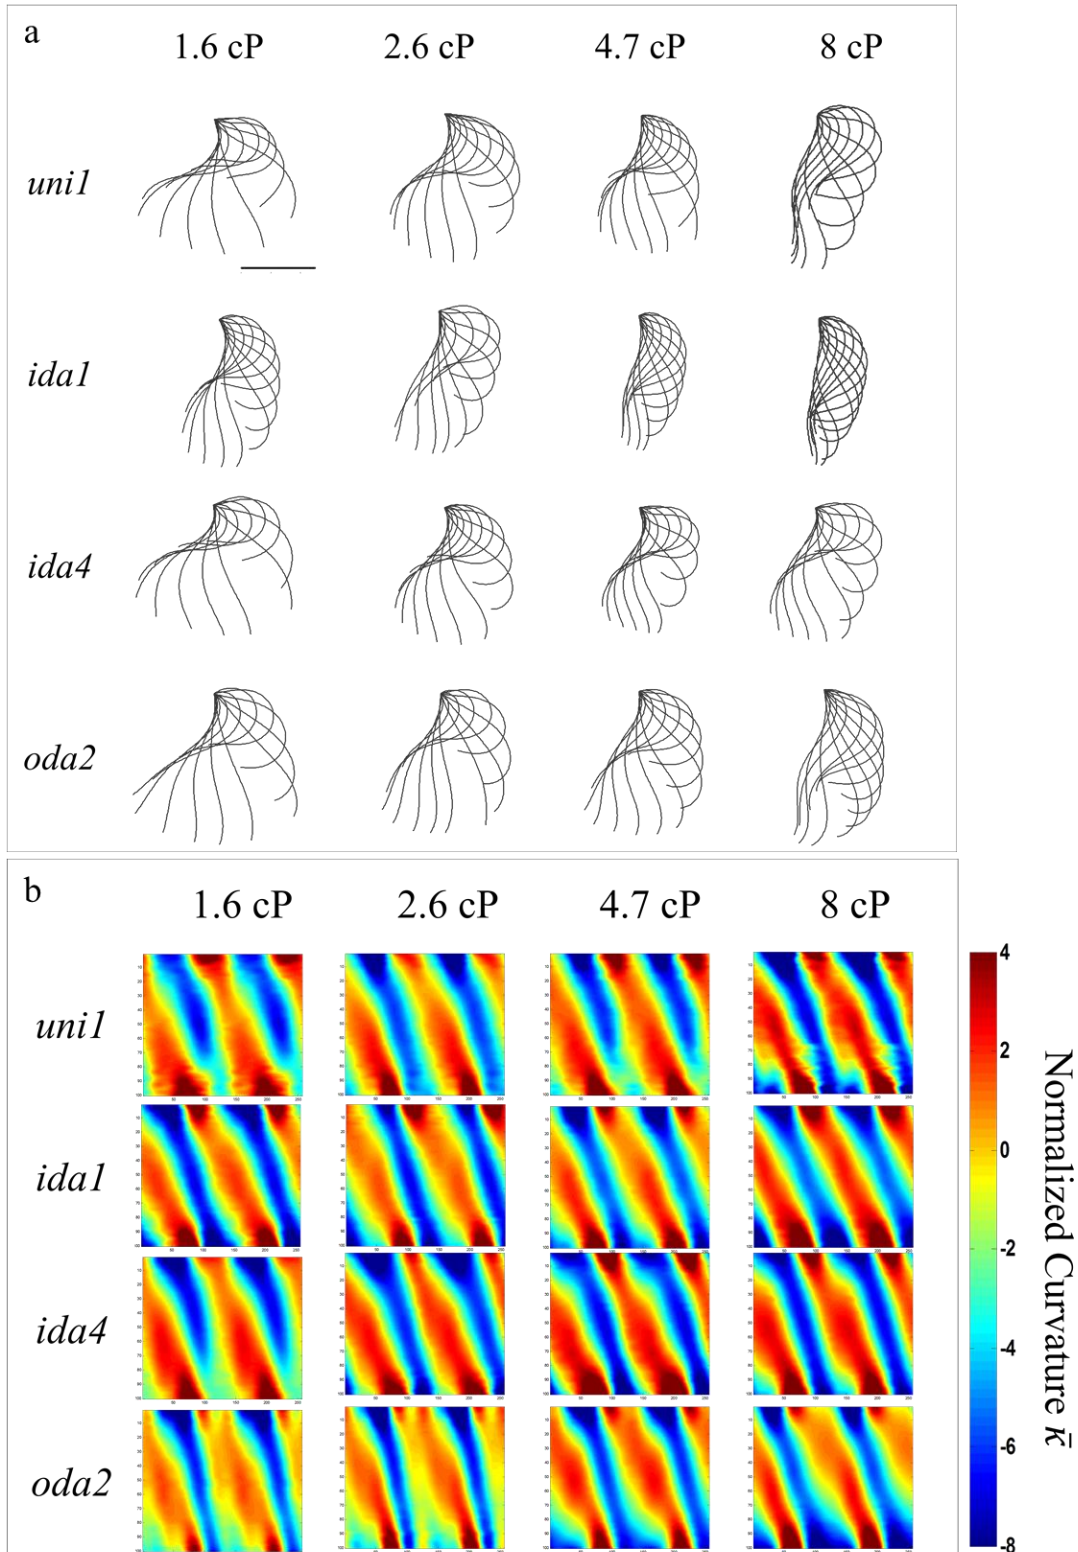 a
1.6 cP 2.6 cP 4.7 cP 8 cP
uni1
ida1
ida4
oda2
b
1.6 cP 2.6 cP 4.7 cP 8 cP
uni1
ida1
ida4
oda2
4
2
0
-2
-4
-6
-8
Normalized Curvature κ̄